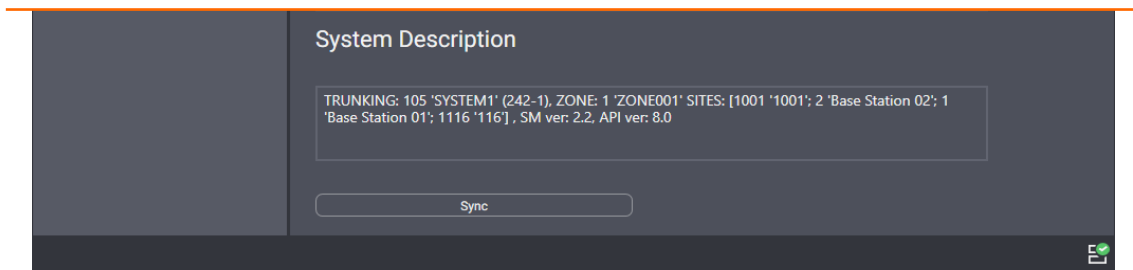 System Description
TRUNKING: 105 'SYSTEM1' (242-1), ZONE: 1 'ZONE001' SITES: [1001 '1001'; 2 'Base Station 02'; 1
'Base Station 01'; 1116 '116'] , SM ver: 2.2, API ver: 8.0
Sync